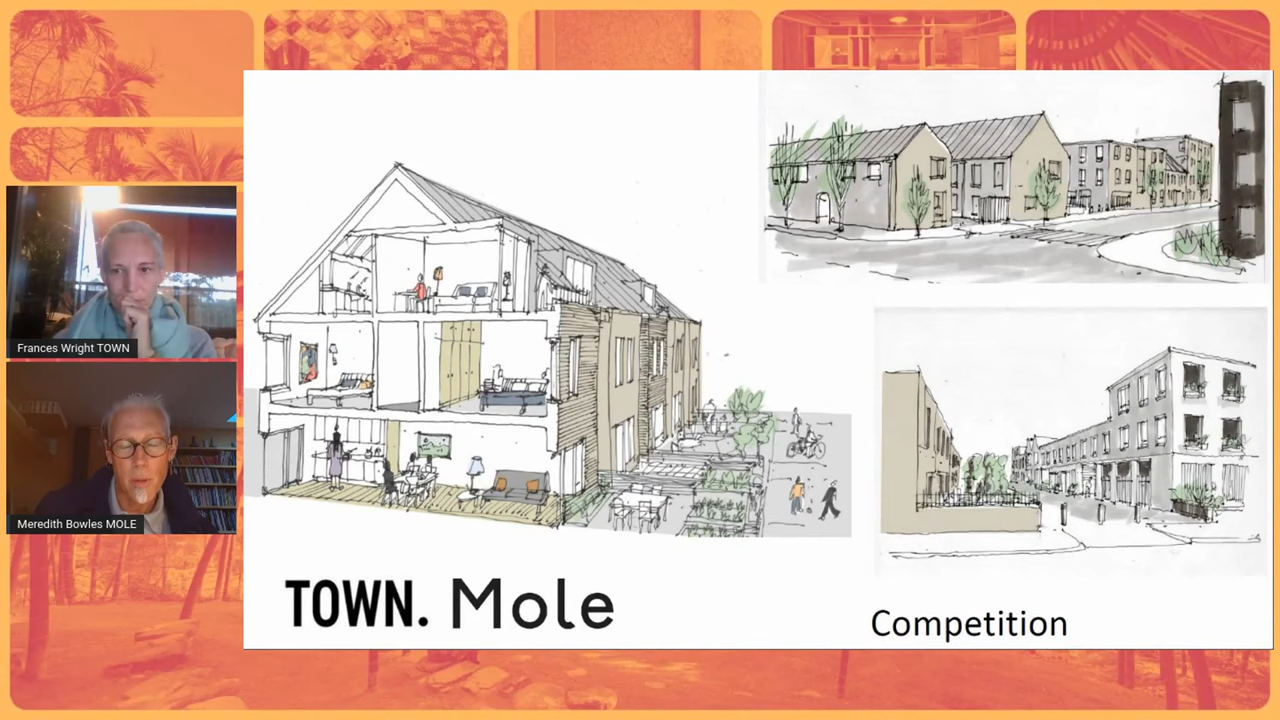 Frances Wright TOWN
Meredith Bowles MOLE
TOWN. Mole
Competition